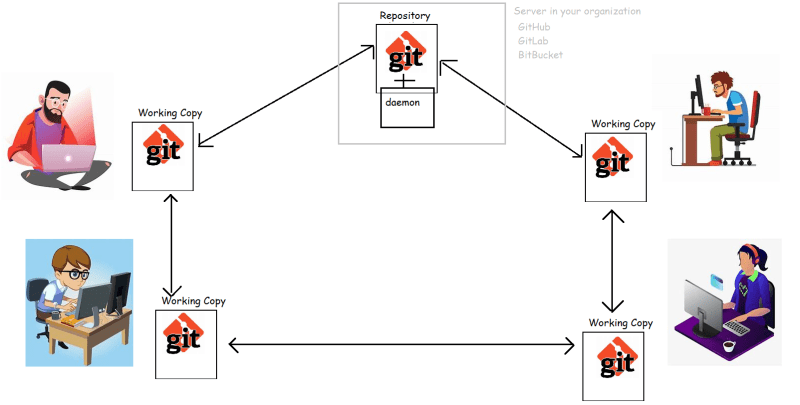 Server in your organization
GitHub
GitLab
BitBucket
Repository
git
daemon
Working Copy
git
Working Copy
git
Working Copy
git
Working Copy
git